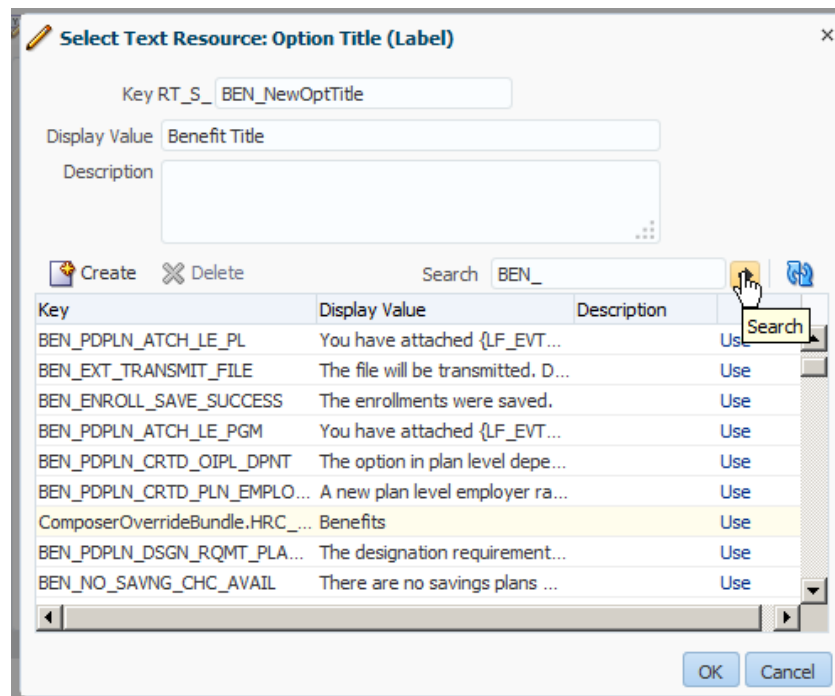 Select Text Resource: Option Title (Label)
Key RT_S_ BEN_NewOptTitle
Display Value Benefit Title
Description
Create Delete Search BEN_
Key Display Value Description
Search
BEN_PDPLN_ATCH_LE_PL You have attached {LF_EVT... Use
BEN_EXT_TRANSMIT_FILE The file will be transmitted. D... Use
BEN_ENROLL_SAVE_SUCCESS The enrollments were saved. Use
BEN_PDPLN_ATCH_LE_PGM You have attached {LF_EVT... Use
BEN_PDPLN_CRTD_OIPL_DPNT The option in plan level depe... Use
BEN_PDPLN_CRTD_PLN_EMPLO... A new plan level employer ra... Use
ComposerOverrideBundle.HRC_... Benefits Use
BEN_PDPLN_DSGN_RQMT_PLA... The designation requirement... Use
BEN_NO_SAVNG_CHC_AVAIL There are no savings plans ... Use
OK Cancel